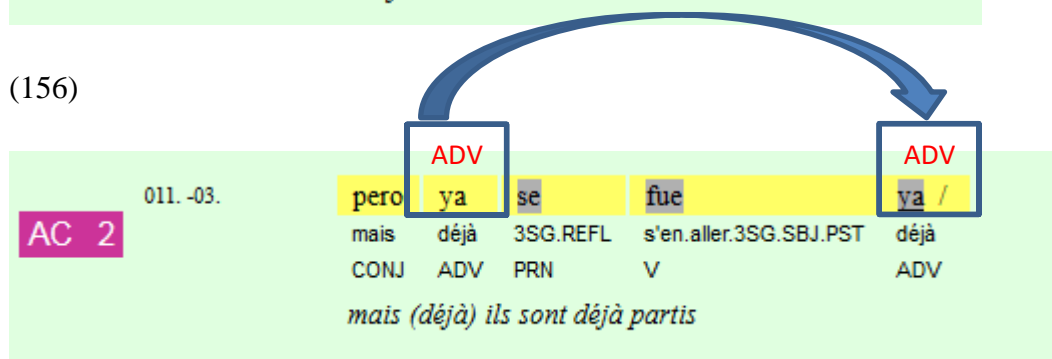 (156)
ADV ADV
011. -03. pero ya se fue ya /
AC 2 mais déjà 3SG.REFL s'en.aller.3SG.SBJ.PST déjà
CONJ ADV PRN V ADV
mais (déjà) ils sont déjà partis